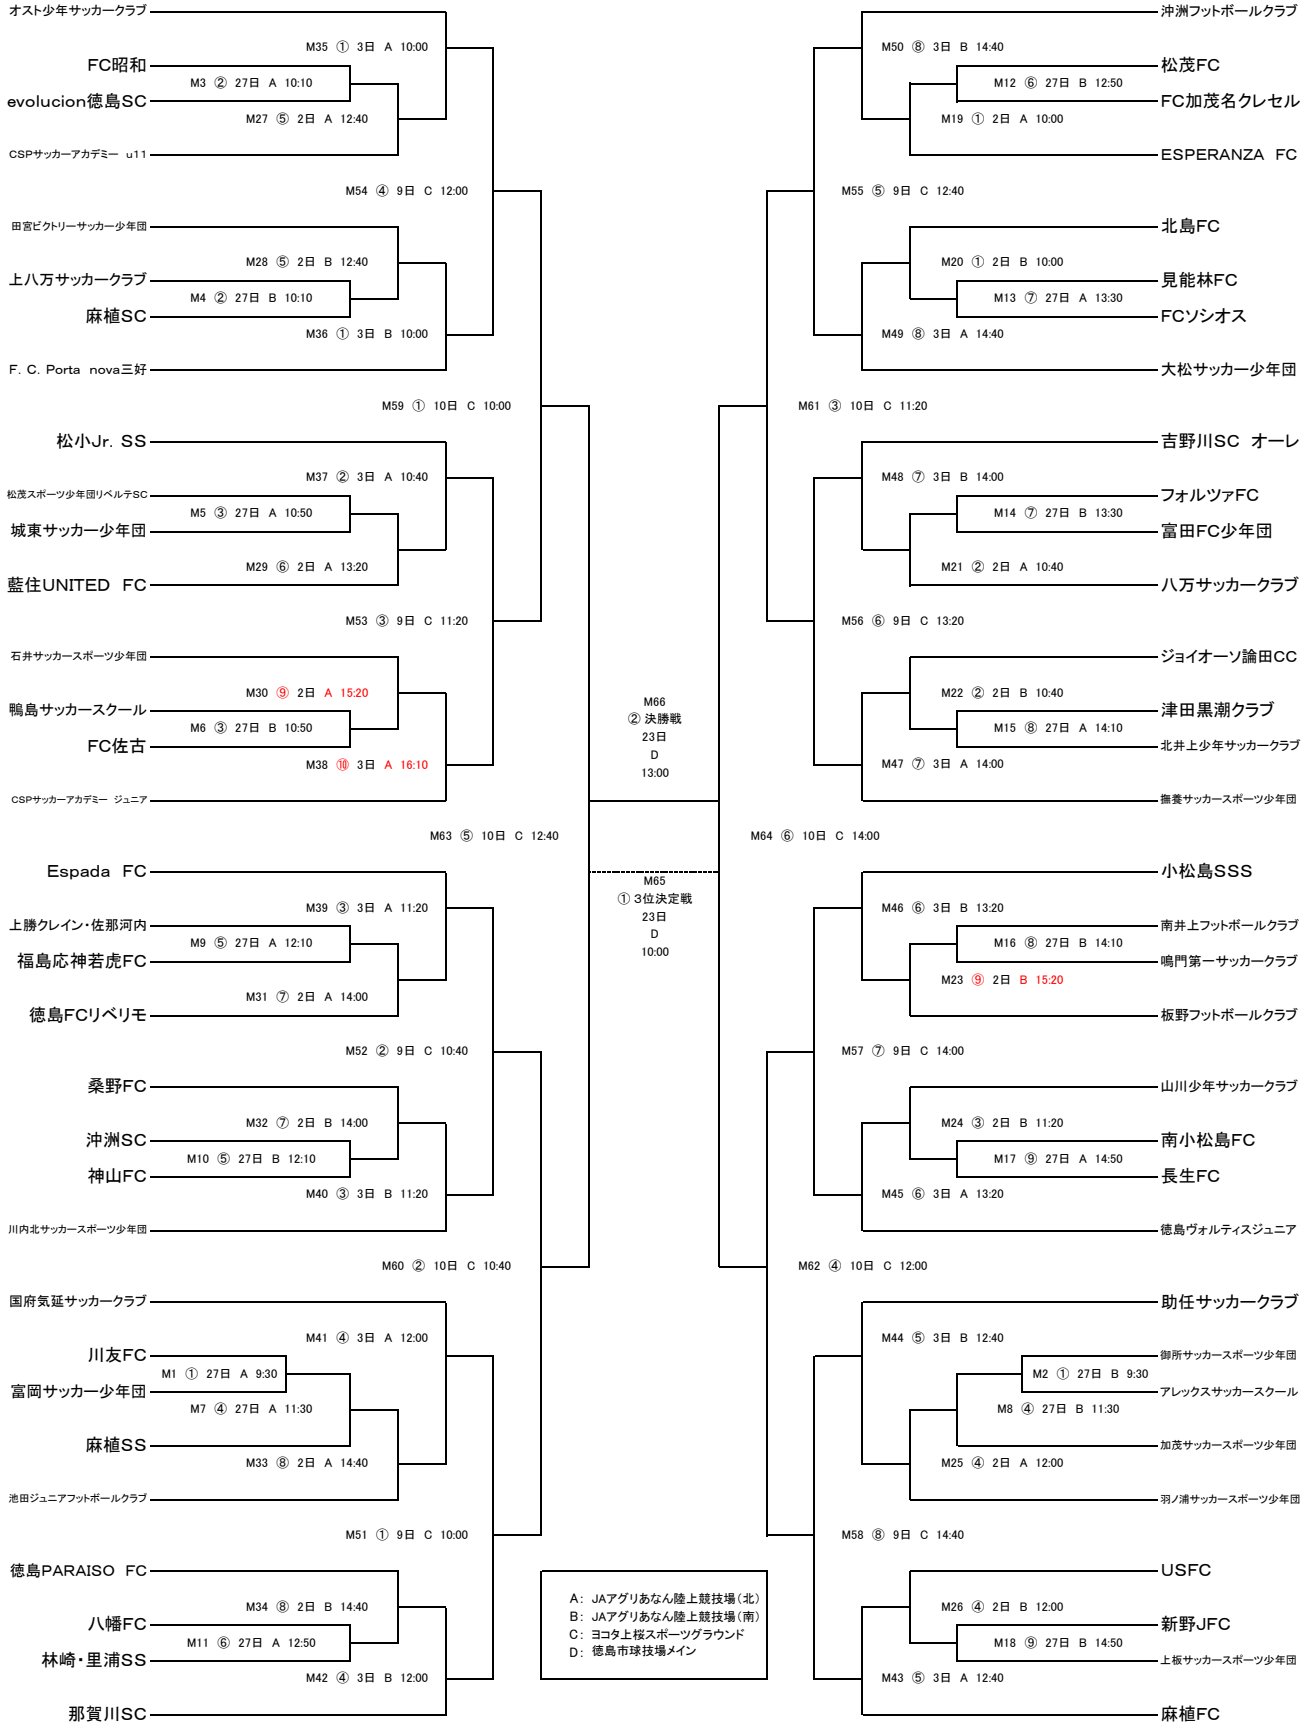 オスト少年サッカークラブ
M35 ① 3日 A 10:00
FC昭和
M3 ② 27日 A 10:10
evolucion徳島SC
M27 ⑤ 2日 A 12:40
CSPサッカーアカデミー u11
M54 ④ 9日 C 12:00
田宮ビクトリーサッカー少年団
M28 ⑤ 2日 B 12:40
上八万サッカークラブ
M4 ② 27日 B 10:10
麻植SC
M36 ① 3日 B 10:00
F. C. Porta nova三好
M59 ① 10日 C 10:00
松小Jr. SS
M37 ② 3日 A 10:40
松茂スポーツ少年団リベルテSC
M5 ③ 27日 A 10:50
城東サッカー少年団
M29 ⑥ 2日 A 13:20
藍住UNITED FC
M53 ③ 9日 C 11:20
石井サッカースポーツ少年団
M30 ⑨ 2日 A 15:20
鴨島サッカースクール
M6 ③ 27日 B 10:50
FC佐古
M38 ⑩ 3日 A 16:10
CSPサッカーアカデミー ジュニア
M63 ⑤ 10日 C 12:40
Espada FC
M39 ③ 3日 A 11:20
上勝クレイン・佐那河内
M9 ⑤ 27日 A 12:10
福島応神若虎FC
M31 ⑦ 2日 A 14:00
徳島FCリベリモ
M52 ② 9日 C 10:40
桑野FC
M32 ⑦ 2日 B 14:00
沖洲SC
M10 ⑤ 27日 B 12:10
神山FC
M40 ③ 3日 B 11:20
川内北サッカースポーツ少年団
M60 ② 10日 C 10:40
国府気延サッカークラブ
M41 ④ 3日 A 12:00
川友FC
M1 ① 27日 A 9:30
富岡サッカー少年団
M7 ④ 27日 A 11:30
麻植SS
M33 ⑧ 2日 A 14:40
池田ジュニアフットボールクラブ
M51 ① 9日 C 10:00
徳島PARAISO FC
M34 ⑧ 2日 B 14:40
八幡FC
M11 ⑥ 27日 A 12:50
林崎・里浦SS
M42 ④ 3日 B 12:00
那賀川SC
M66
② 決勝戦
23日
D
13:00
M65
① 3位決定戦
23日
D
10:00
A: JAアグリあなん陸上競技場（北）
B: JAアグリあなん陸上競技場（南）
C: ヨコタ上桜スポーツグラウンド
D: 徳島市球技場メイン
沖洲フットボールクラブ
M50 ⑧ 3日 B 14:40
松茂FC
M12 ⑥ 27日 B 12:50
FC加茂名クレセル
M19 ① 2日 A 10:00
ESPERANZA FC
M55 ⑤ 9日 C 12:40
北島FC
M20 ① 2日 B 10:00
見能林FC
M13 ⑦ 27日 A 13:30
FCソシオス
M49 ⑧ 3日 A 14:40
大松サッカー少年団
M61 ③ 10日 C 11:20
吉野川SC オーレ
M48 ⑦ 3日 B 14:00
フォルツァFC
M14 ⑦ 27日 B 13:30
富田FC少年団
M21 ② 2日 A 10:40
八万サッカークラブ
M56 ⑥ 9日 C 13:20
ジョイオーソ論田CC
M22 ② 2日 B 10:40
津田黒潮クラブ
M15 ⑧ 27日 A 14:10
北井上少年サッカークラブ
M47 ⑦ 3日 A 14:00
撫養サッカースポーツ少年団
M64 ⑥ 10日 C 14:00
小松島SSS
M46 ⑥ 3日 B 13:20
南井上フットボールクラブ
M16 ⑧ 27日 B 14:10
鳴門第一サッカークラブ
M23 ⑨ 2日 B 15:20
板野フットボールクラブ
M57 ⑦ 9日 C 14:00
山川少年サッカークラブ
M24 ③ 2日 B 11:20
南小松島FC
M17 ⑨ 27日 A 14:50
長生FC
M45 ⑥ 3日 A 13:20
徳島ヴォルティスジュニア
M62 ④ 10日 C 12:00
助任サッカークラブ
M44 ⑤ 3日 B 12:40
御所サッカースポーツ少年団
M2 ① 27日 B 9:30
アレックスサッカースクール
M8 ④ 27日 B 11:30
加茂サッカースポーツ少年団
M25 ④ 2日 A 12:00
羽ノ浦サッカースポーツ少年団
M58 ⑧ 9日 C 14:40
USFC
M26 ④ 2日 B 12:00
新野JFC
M18 ⑨ 27日 B 14:50
上板サッカースポーツ少年団
M43 ⑤ 3日 A 12:40
麻植FC